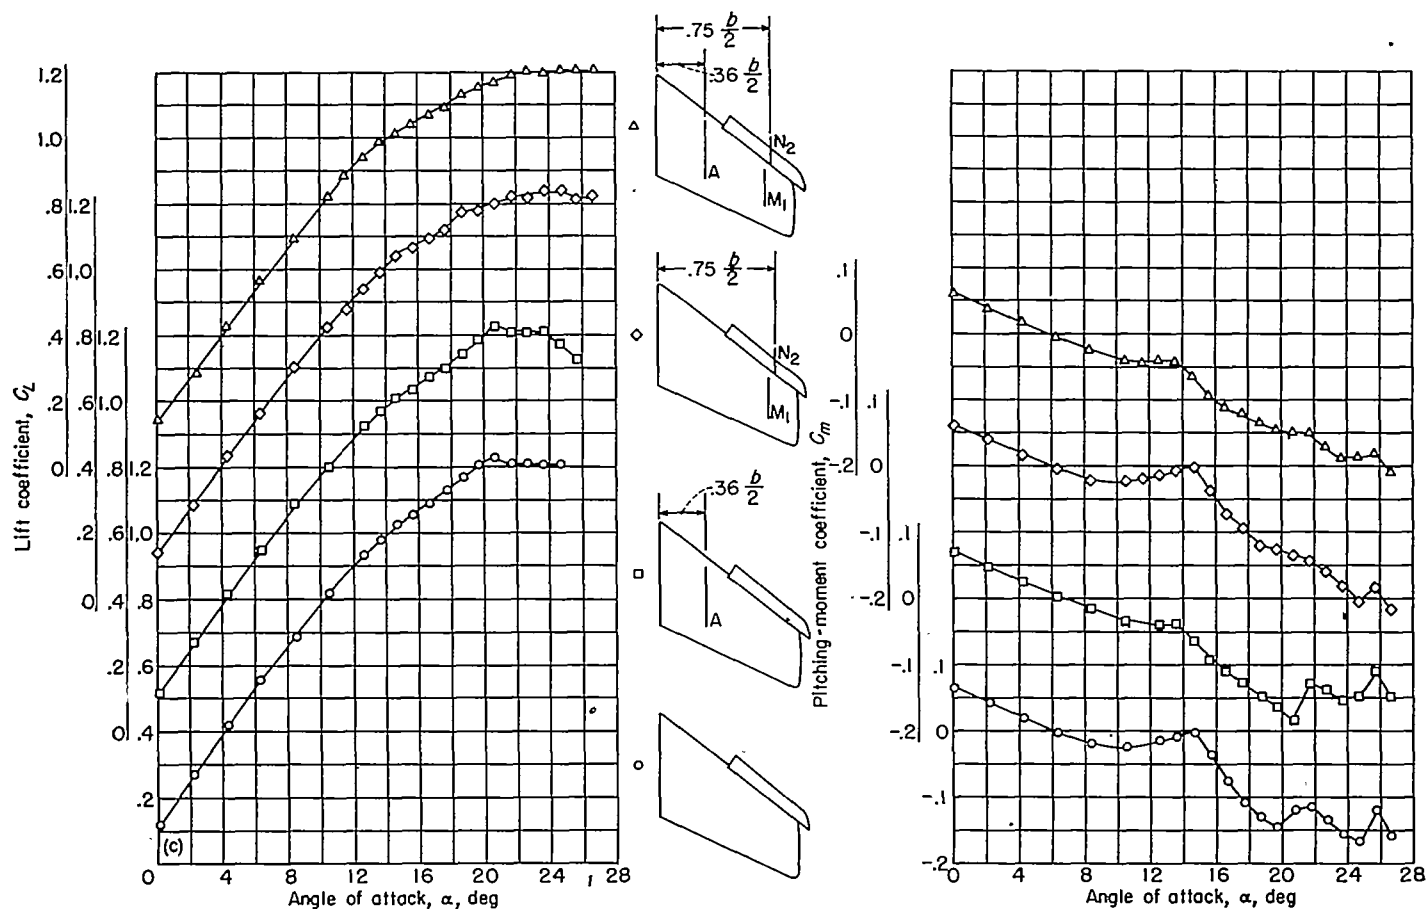 .75 b/2
.36 b/2
N2
A
M1
.75 b/2
N2
M1
.36 b/2
A
1.2
1.0
.8 1.2
.6 1.0
.4 .8 1.2
.2 .6 1.0
0 .4 .8 1.2
.2 .6 1.0
0 .4 .8
.2 .6
0 .4
.2
(c)
0 4 8 12 16 20 24 28
Angle of attack, α, deg
Lift coefficient, CL
.1
0
-.1 .1
-.2 0
-.1 .1
-.2 0
-.1 .1
-.2 0
-.1
-.2
0 4 8 12 16 20 24 28
Angle of attack, α, deg
Pitching-moment coefficient, Cm